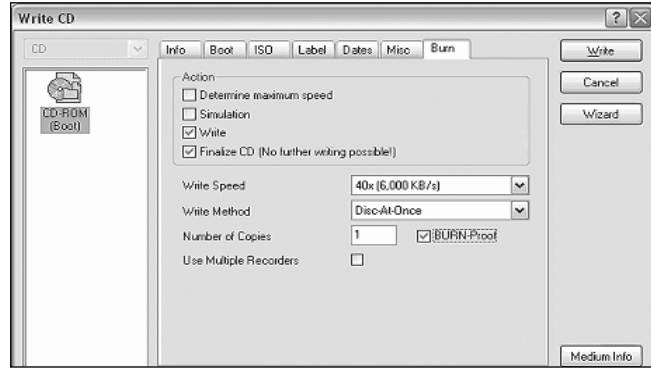 Write CD
CD
Info Boot ISO Label Dates Misc Burn
Write
Cancel
Wizard
CD-ROM
(Boot)
Action
Determine maximum speed
Simulation
Write
Finalize CD (No further writing possible!)
Write Speed 40x (6,000 KB/s)
Write Method Disc-At-Once
Number of Copies 1 BURN-Proof
Use Multiple Recorders
Medium Info